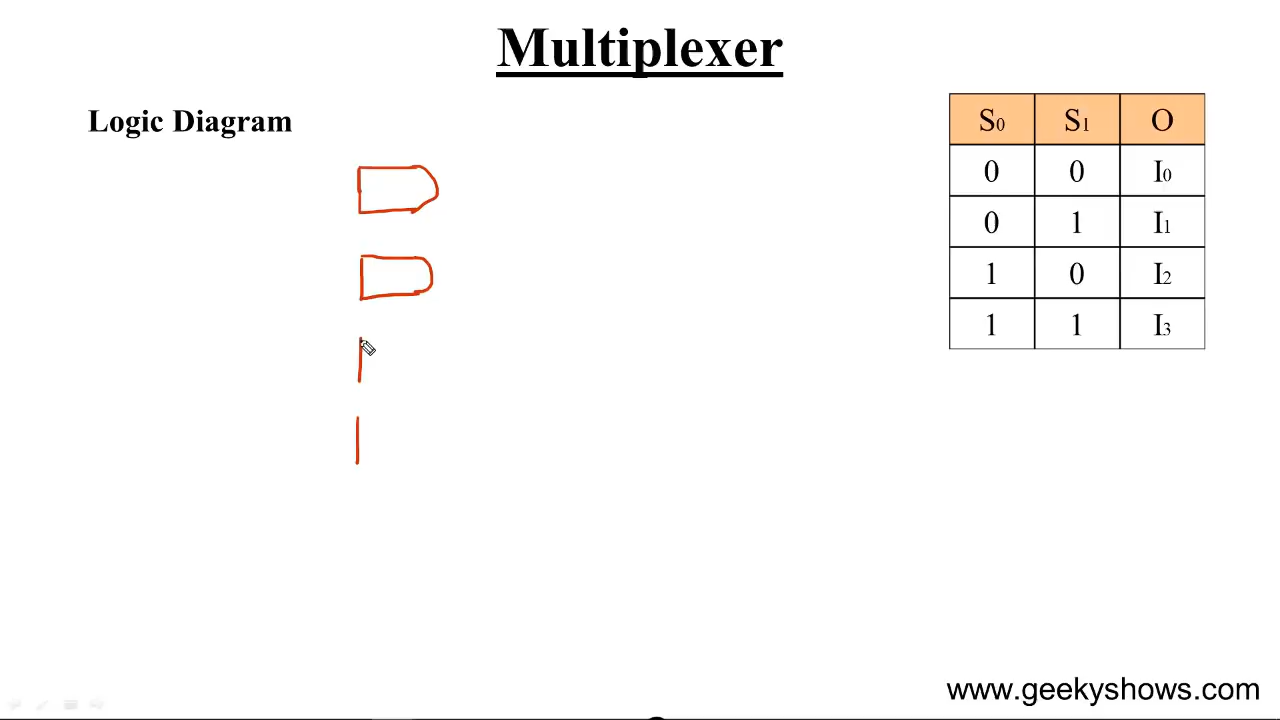 Multiplexer
Logic Diagram
S0 S1 O
0 0 I0
0 1 I1
1 0 I2
1 1 I3
www.geekyshows.com